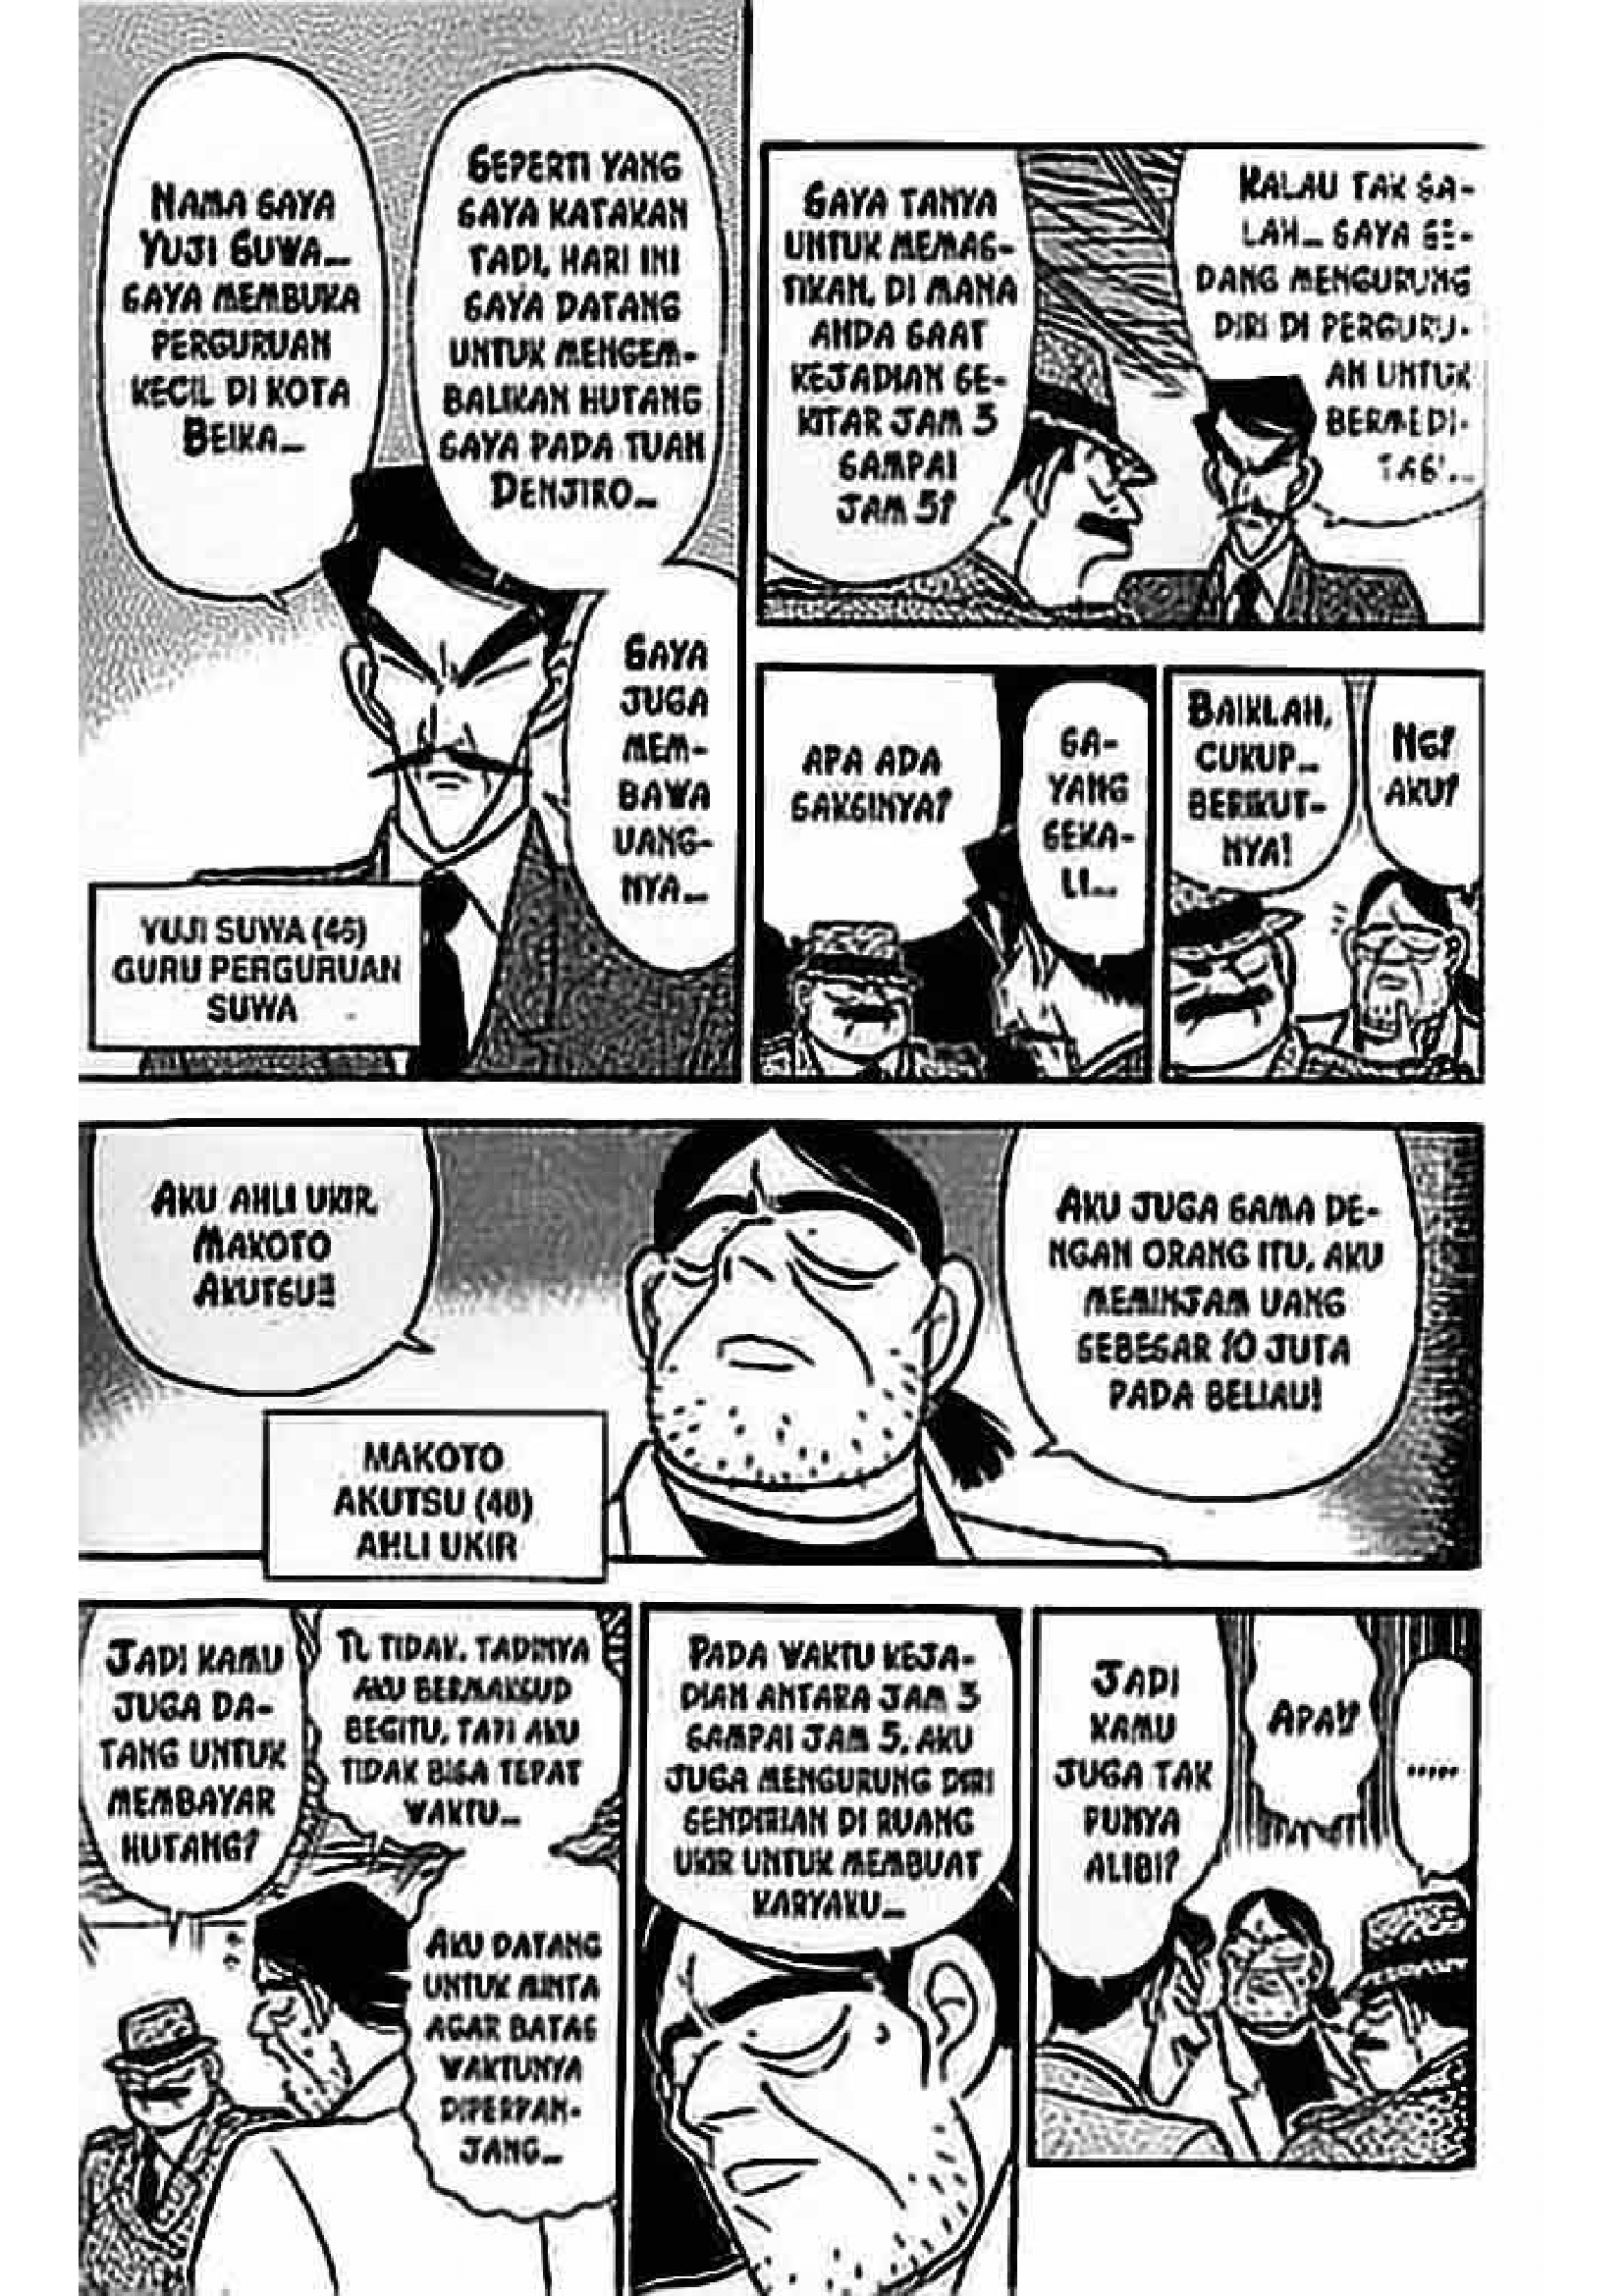 NAMA SAYA
YUJI SUWA...
SAYA MEMBUKA
PERGURUAN
KECIL DI KOTA
BEIKA...
SEPERTI YANG
SAYA KATAKAN
TADI, HARI INI
SAYA DATANG
UNTUK MENGEM-
BALIKAN HUTANG
SAYA PADA TUAN
DENJIRO...
SAYA
JUGA
MEM-
BAWA
UANG-
NYA...
YUJI SUWA (46)
GURU PERGURUAN
SUWA
SAYA TANYA
UNTUK MEMAS-
TIKAN, DI MANA
ANDA SAAT
KEJADIAN SE-
KITAR JAM 3
SAMPAI
JAM 5?
KALAU TAK SA-
LAH... SAYA SE-
DANG MENGURUNG
DIRI DI PERGURU-
AN UNTUK
BERMEDI-
TASI...
APA ADA
SAKSINYA?
SA-
YANG
SEKA-
LI...
BAIKLAH,
CUKUP...
BERIKUT-
NYA!
NG?
AKU?
AKU AHLI UKIR,
MAKOTO
AKUTSU!!
MAKOTO
AKUTSU (48)
AHLI UKIR
AKU JUGA SAMA DE-
NGAN ORANG ITU, AKU
MEMINJAM UANG
SEBESAR 10 JUTA
PADA BELIAU!
JADI KAMU
JUGA DA-
TANG UNTUK
MEMBAYAR
HUTANG?
TI, TIDAK, TADINYA
AKU BERMAKSUD
BEGITU, TAPI AKU
TIDAK BISA TEPAT
WAKTU...
AKU DATANG
UNTUK MINTA
AGAR BATAS
WAKTUNYA
DIPERPAN-
JANG...
PADA WAKTU KEJA-
DIAN ANTARA JAM 3
SAMPAI JAM 5, AKU
JUGA MENGURUNG DIRI
SENDIRIAN DI RUANG
UKIR UNTUK MEMBUAT
KARYAKU...
JADI
KAMU
JUGA TAK
PUNYA
ALIBI?
APA!?
.....